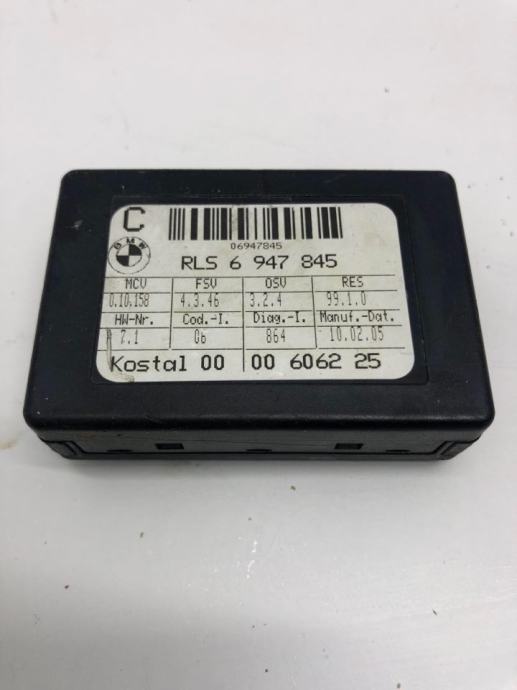 C
06947845
BMW
RLS 6 947 845
MCV FSV OSV RES
0.10.158 4.3.46 3.2.4 99.1.0
HW-Nr. Cod.-I. Diag.-I. Manuf.-Dat.
7.1 06 864 10.02.05
Kostal 00 00 6062 25